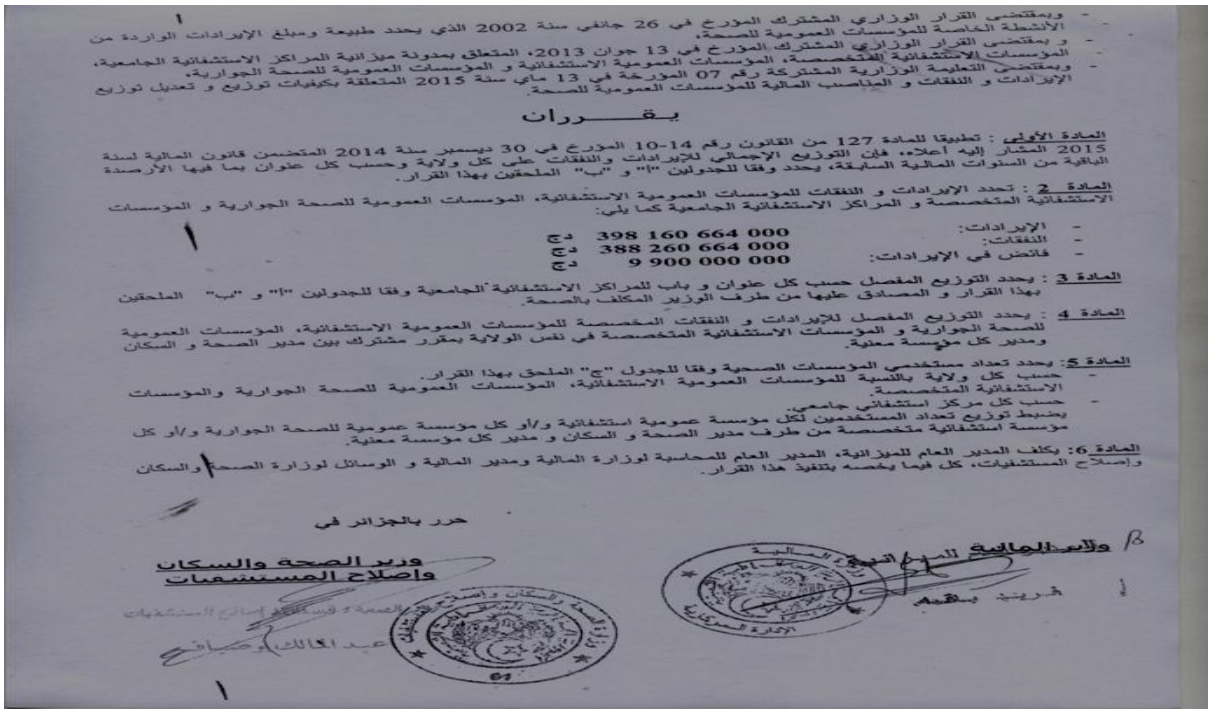 - وبمقتضى القرار الوزاري المشترك المؤرخ في 26 جانفي سنة 2002 الذي يحدد طبيعة ومبلغ الإيرادات الواردة من
الأنشطة الخاصة للمؤسسات العمومية للصحة،
- و بمقتضى القرار الوزاري المشترك المؤرخ في 13 جوان 2013، المتعلق بمدونة ميزانية المراكز الاستشفائية الجامعية،
المؤسسات الاستشفائية المتخصصة، المؤسسات العمومية الاستشفائية و المؤسسات العمومية للصحة الجوارية،
- وبمقتضى التعليمة الوزارية المشتركة رقم 07 المؤرخة في 13 ماي سنة 2015 المتعلقة بكيفيات توزيع و تعديل توزيع
الإيرادات و النفقات و المناصب المالية للمؤسسات العمومية للصحة.
يـقـــــرران
المادة الأولى : تطبيقا للمادة 127 من القانون رقم 14-10 المؤرخ في 30 ديسمبر سنة 2014 المتضمن قانون المالية لسنة
2015 المشار إليه أعلاه، فإن التوزيع الإجمالي للإيرادات والنفقات على كل ولاية وحسب كل عنوان بما فيها الأرصدة
الباقية من السنوات المالية السابقة، يحدد وفقا للجدولين "أ" و "ب" الملحقين بهذا القرار.
المادة 2 : تحدد الإيرادات و النفقات للمؤسسات العمومية الاستشفائية، المؤسسات العمومية للصحة الجوارية و المؤسسات
الاستشفائية المتخصصة و المراكز الاستشفائية الجامعية كما يلي:
- الإيرادات: 398 160 664 000 دج
- النفقات: 388 260 664 000 دج
- فائض في الإيرادات: 9 900 000 000 دج
المادة 3 : يحدد التوزيع المفصل حسب كل عنوان و باب للمراكز الاستشفائية الجامعية وفقا للجدولين "أ" و "ب" الملحقين
بهذا القرار و المصادق عليها من طرف الوزير المكلف بالصحة.
المادة 4 : يحدد التوزيع المفصل للإيرادات و النفقات المخصصة للمؤسسات العمومية الاستشفائية، المؤسسات العمومية
للصحة الجوارية و المؤسسات الاستشفائية المتخصصة في نفس الولاية بمقرر مشترك بين مدير الصحة و السكان
ومدير كل مؤسسة معنية.
المادة 5: يحدد تعداد مستخدمي المؤسسات الصحية وفقا للجدول "ج" الملحق بهذا القرار.
- حسب كل ولاية بالنسبة للمؤسسات العمومية الاستشفائية، المؤسسات العمومية للصحة الجوارية والمؤسسات
الاستشفائية المتخصصة.
- حسب كل مركز استشفائي جامعي.
يضبط توزيع تعداد المستخدمين لكل مؤسسة عمومية استشفائية و/أو كل مؤسسة عمومية للصحة الجوارية و/أو كل
مؤسسة استشفائية متخصصة من طرف مدير الصحة و السكان و مدير كل مؤسسة معنية.
المادة 6: يكلف المدير العام للميزانية، المدير العام للمحاسبة لوزارة المالية ومدير المالية و الوسائل لوزارة الصحة والسكان
وإصلاح المستشفيات، كل فيما يخصه بتنفيذ هذا القرار.
حرر بالجزائر في
وزير المالية
وزير الصحة والسكان
وإصلاح المستشفيات
وزارة المالية
الإدارة المركزية
وزارة الصحة والسكان وإصلاح المستشفيات
عبد المالك بوضياف